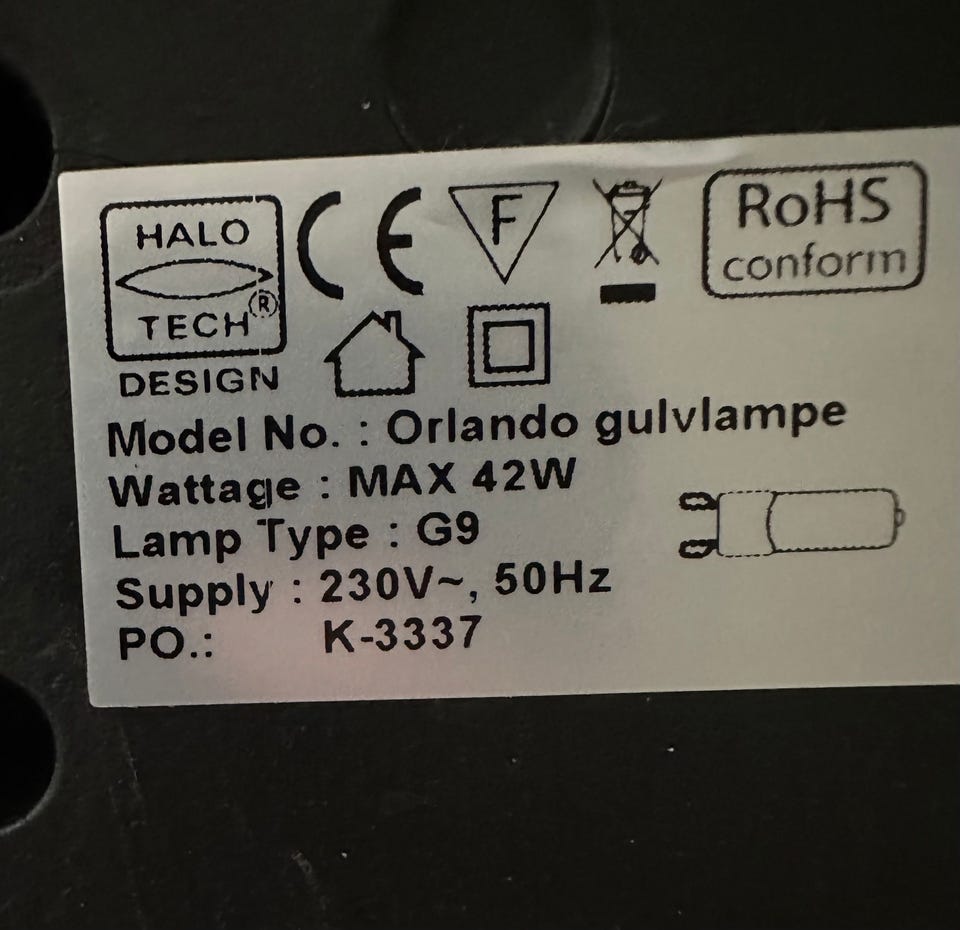 HALO
TECH®
DESIGN
CE
F
RoHS
conform
Model No. : Orlando gulvlampe
Wattage : MAX 42W
Lamp Type : G9
Supply : 230V~, 50Hz
PO.: K-3337